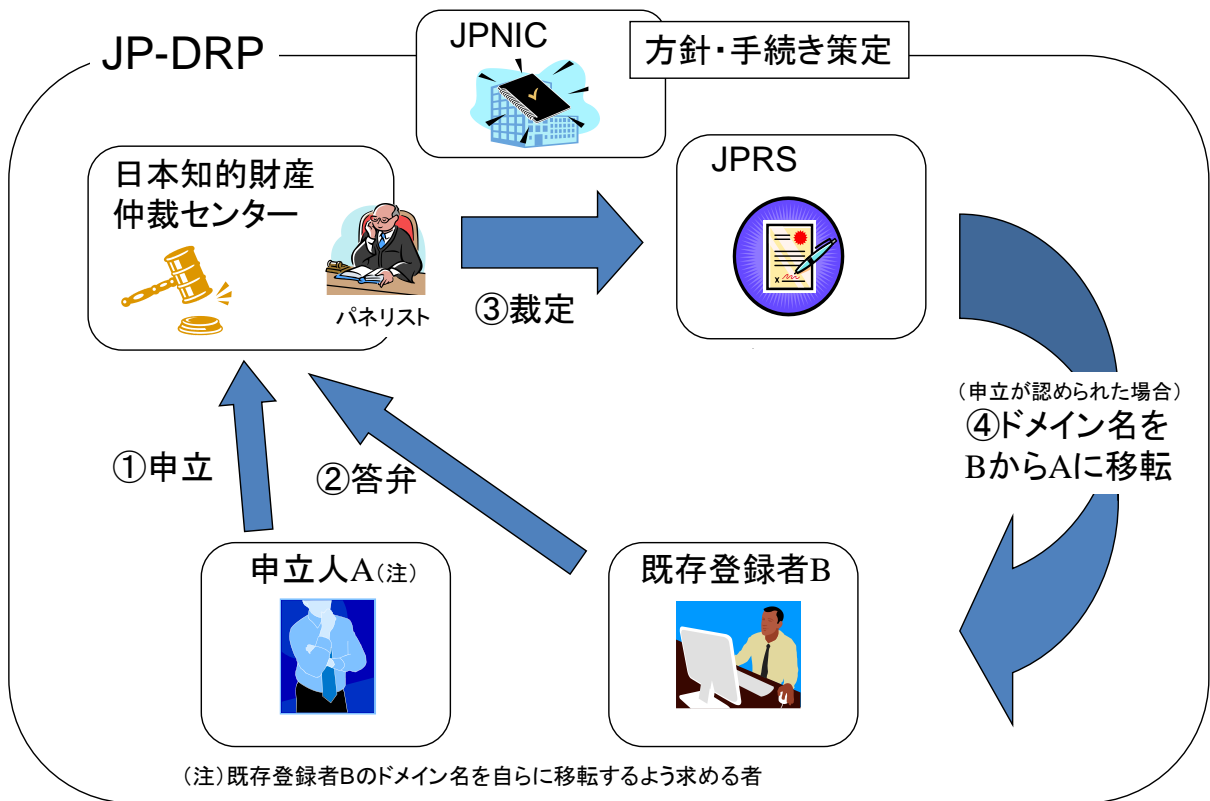 JP-DRP
JPNIC
方針・手続き策定
日本知的財産
仲裁センター
パネリスト
③裁定
JPRS
(申立が認められた場合)
④ドメイン名を
BからAに移転
①申立
②答弁
申立人A(注)
既存登録者B
(注)既存登録者Bのドメイン名を自らに移転するよう求める者